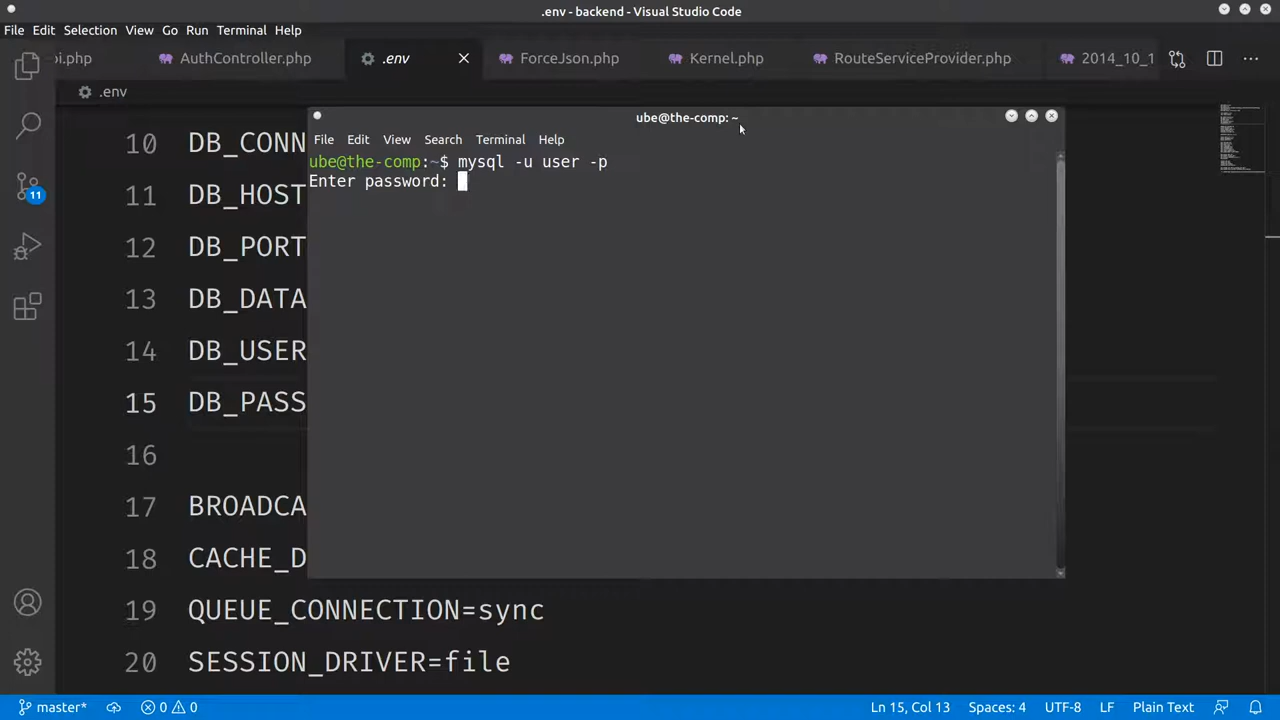 .env - backend - Visual Studio Code
File Edit Selection View Go Run Terminal Help
pi.php AuthController.php .env ForceJson.php Kernel.php RouteServiceProvider.php 2014_10_1
.env
ube@the-comp: ~
File Edit View Search Terminal Help
ube@the-comp:~$ mysql -u user -p
Enter password:
10 DB_CONN
11 DB_HOST
12 DB_PORT
13 DB_DATA
14 DB_USER
15 DB_PASS
16
17 BROADCA
18 CACHE_D
19 QUEUE_CONNECTION=sync
20 SESSION_DRIVER=file
11
master* 0 0 Ln 15, Col 13 Spaces: 4 UTF-8 LF Plain Text